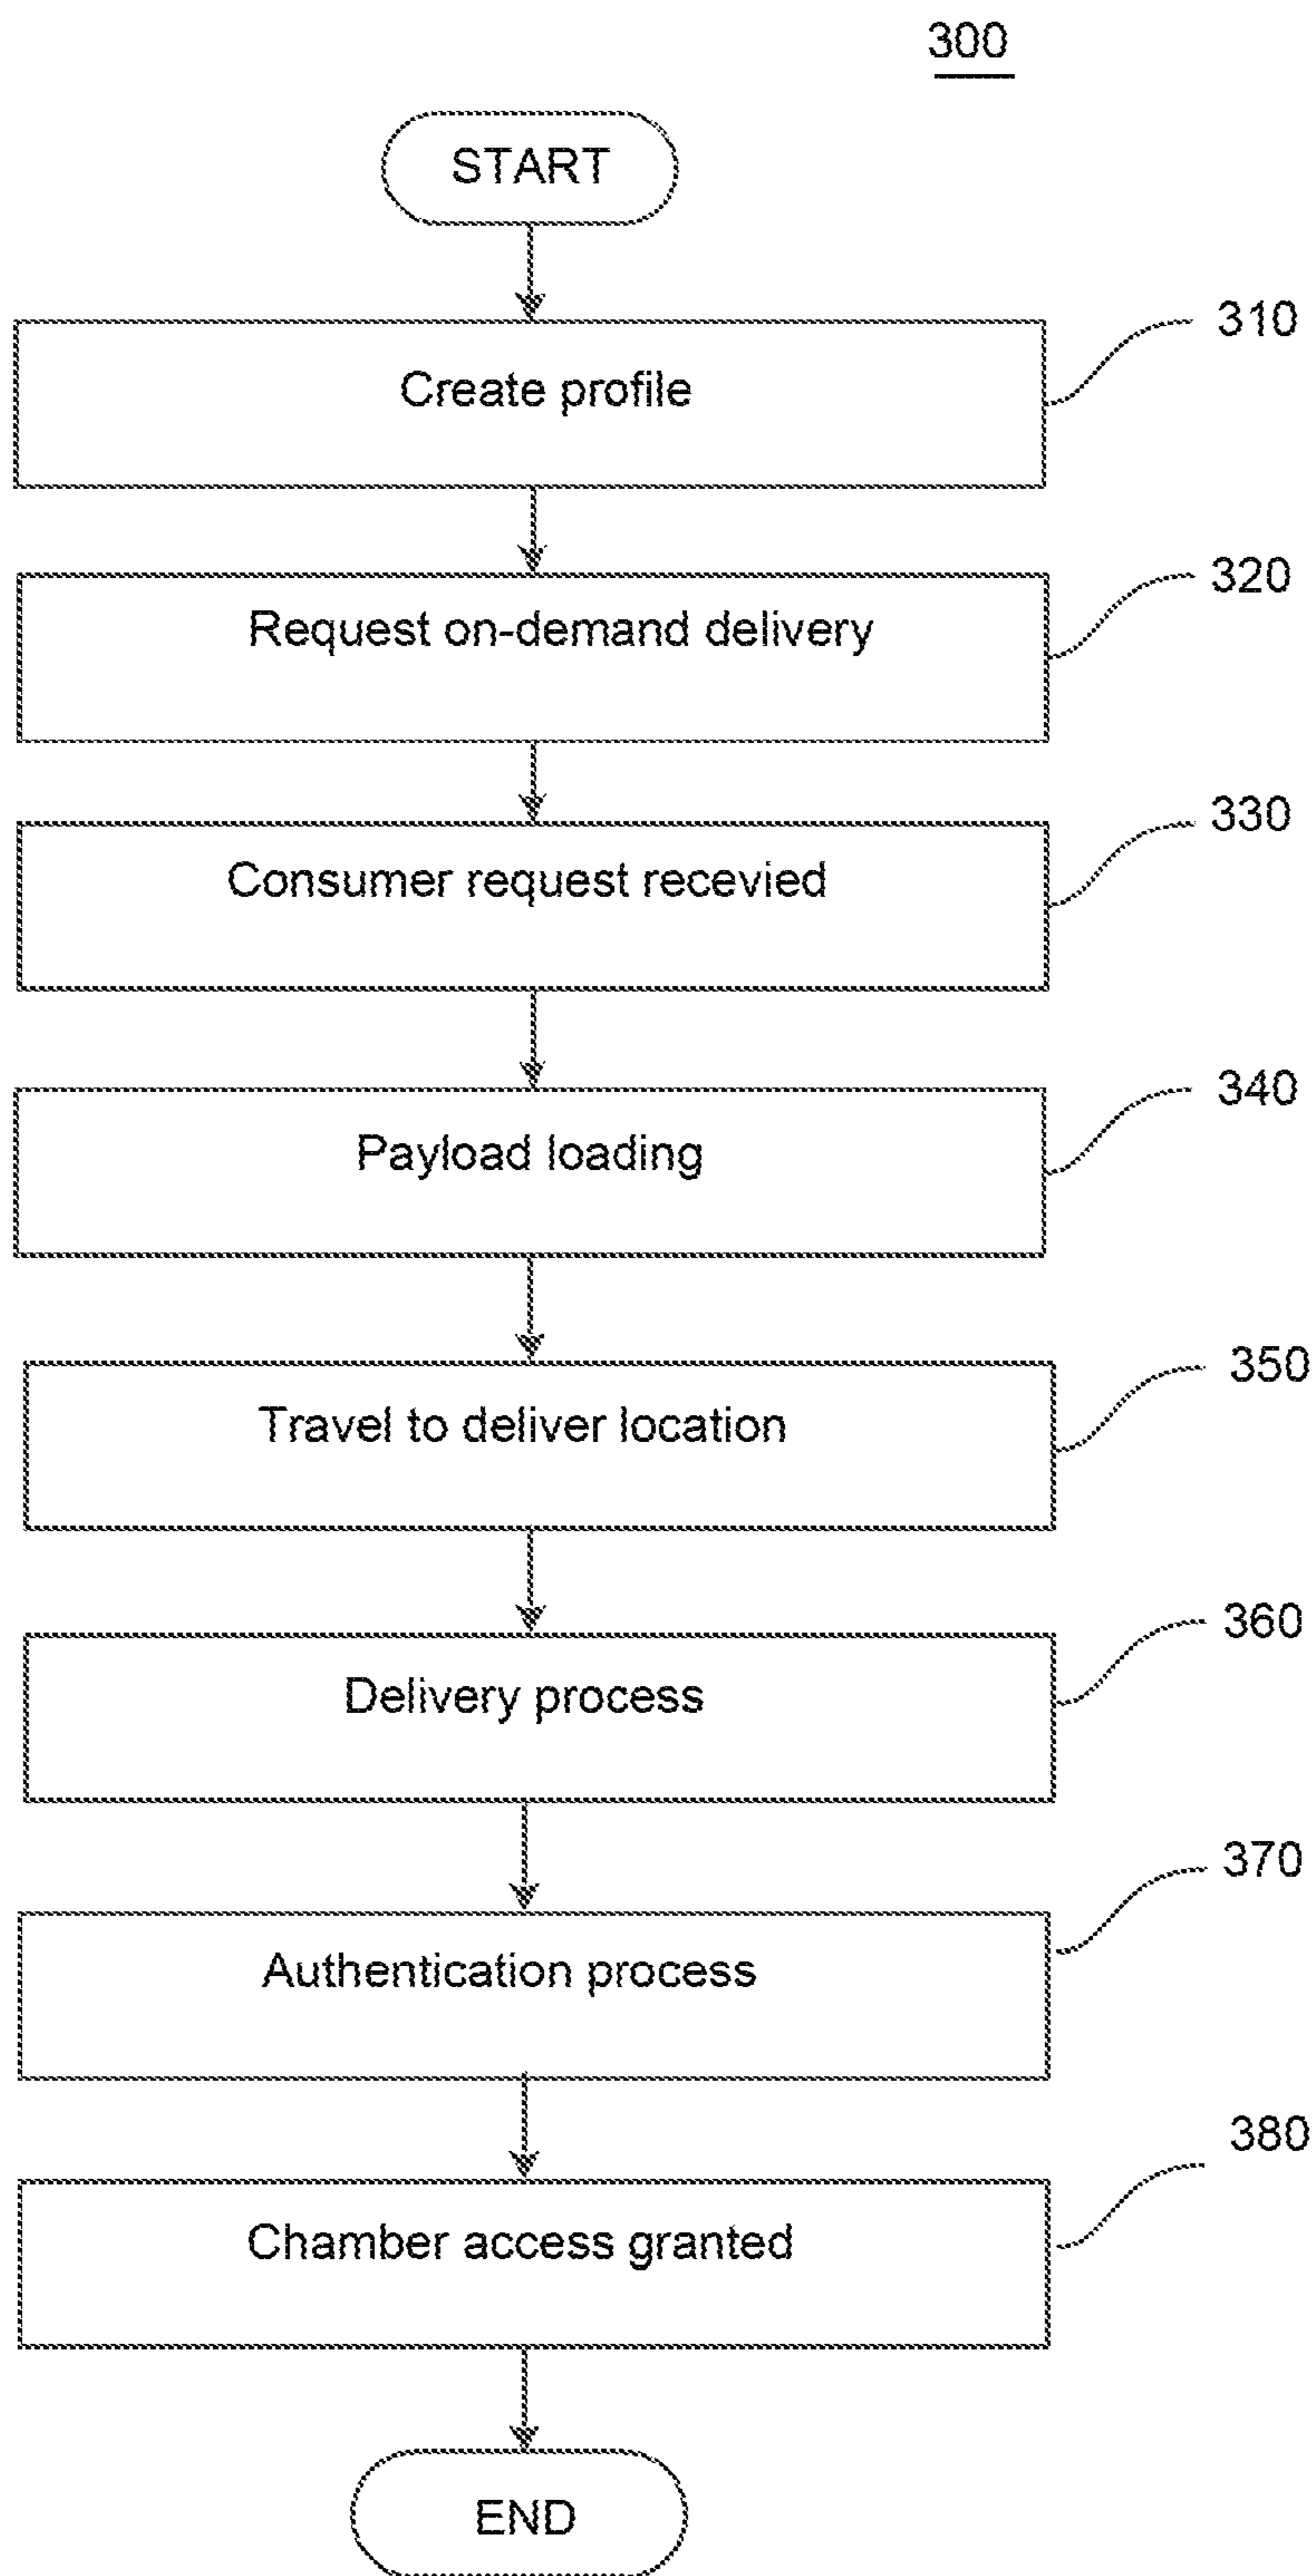 300
START
310
Create profile
320
Request on-demand delivery
330
Consumer request recevied
340
Payload loading
350
Travel to deliver location
360
Delivery process
370
Authentication process
380
Chamber access granted
END